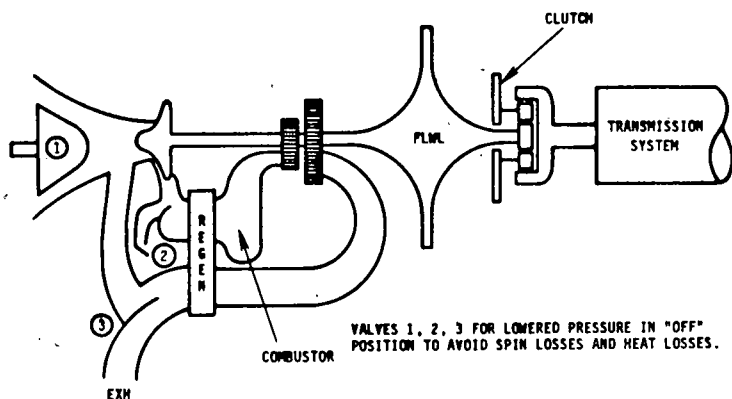 CLUTCH
①
FLWL
TRANSMISSION
SYSTEM
REGEN
②
③
COMBUSTOR
VALVES 1, 2, 3 FOR LOWERED PRESSURE IN "OFF"
POSITION TO AVOID SPIN LOSSES AND HEAT LOSSES.
EXH